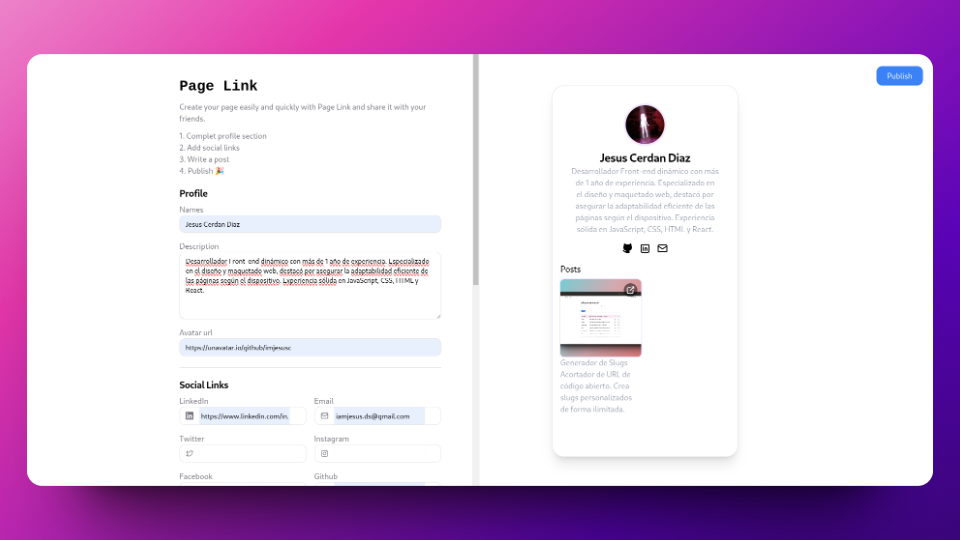 Page Link
Create your page easily and quickly with Page Link and share it with your
friends.
1. Complet profile section
2. Add social links
3. Write a post
4. Publish 🎉
Profile
Names
Jesus Cerdan Diaz
Description
Desarrollador Front-end dinámico con más de 1 año de experiencia. Especializado
en el diseño y maquetado web, destacó por asegurar la adaptabilidad eficiente de
las páginas según el dispositivo. Experiencia sólida en JavaScript, CSS, HTML y
React.
Avatar url
https://unavatar.io/github/imjesusc
Social Links
LinkedIn
Email
https://www.linkedin.com/in
iamjesus.ds@gmail.com
Twitter
Instagram
Facebook
Github
Publish
Jesus Cerdan Diaz
Desarrollador Front-end dinámico con más
de 1 año de experiencia. Especializado en
el diseño y maquetado web, destacó por
asegurar la adaptabilidad eficiente de las
páginas según el dispositivo. Experiencia
sólida en JavaScript, CSS, HTML y React.
Posts
Generador de Slugs
Acortador de URL de
código abierto. Crea
slugs personalizados
de forma ilimitada.